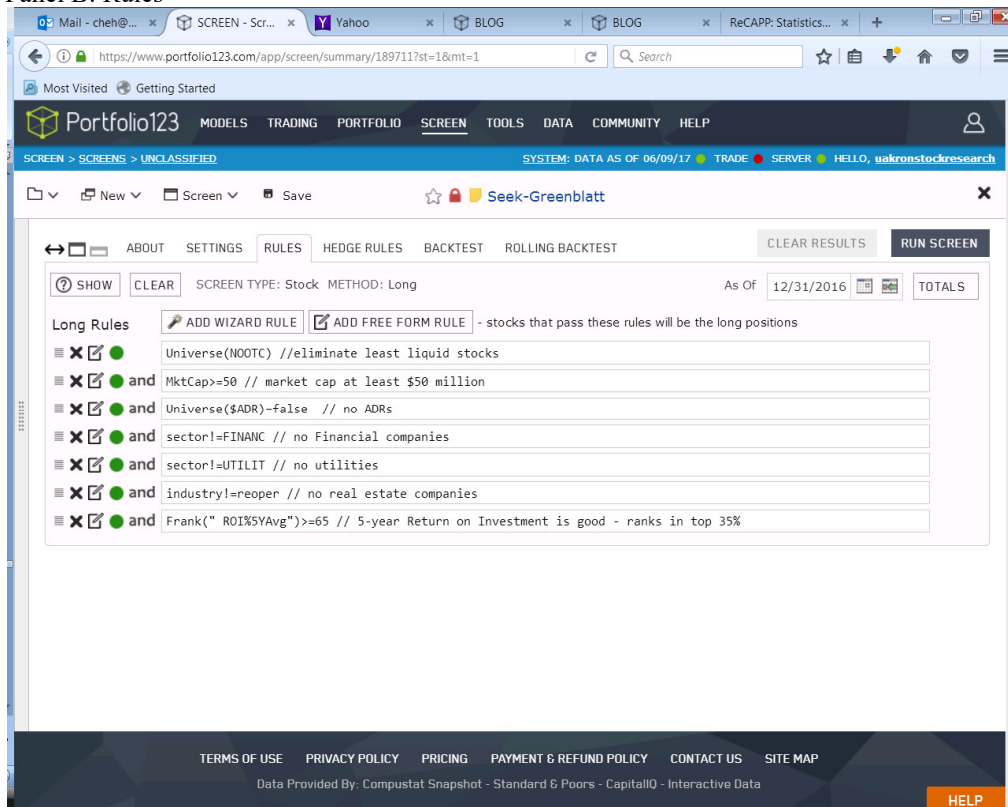 Panel B: Rules
Mail - cheh@... × SCREEN - Scr... × Yahoo × BLOG × BLOG × ReCAPP: Statistics... × +
https://www.portfolio123.com/app/screen/summary/189711?st=1&mt=1 Search
Most Visited Getting Started
Portfolio123 MODELS TRADING PORTFOLIO SCREEN TOOLS DATA COMMUNITY HELP
SCREEN > SCREENS > UNCLASSIFIED SYSTEM: DATA AS OF 06/09/17 TRADE SERVER HELLO, uakronstockresearch
New Screen Save Seek-Greenblatt
ABOUT SETTINGS RULES HEDGE RULES BACKTEST ROLLING BACKTEST CLEAR RESULTS RUN SCREEN
SHOW CLEAR SCREEN TYPE: Stock METHOD: Long As Of 12/31/2016 TOTALS
Long Rules ADD WIZARD RULE ADD FREE FORM RULE - stocks that pass these rules will be the long positions
Universe(NOOTC) //eliminate least liquid stocks
and MktCap>=50 // market cap at least $50 million
and Universe($ADR)-false // no ADRs
and sector!=FINANC // no Financial companies
and sector!=UTILIT // no utilities
and industry!=reoper // no real estate companies
and Frank(" ROI%5YAvg")>=65 // 5-year Return on Investment is good - ranks in top 35%
TERMS OF USE PRIVACY POLICY PRICING PAYMENT & REFUND POLICY CONTACT US SITE MAP
Data Provided By: Compustat Snapshot - Standard & Poors - CapitalIQ - Interactive Data
HELP